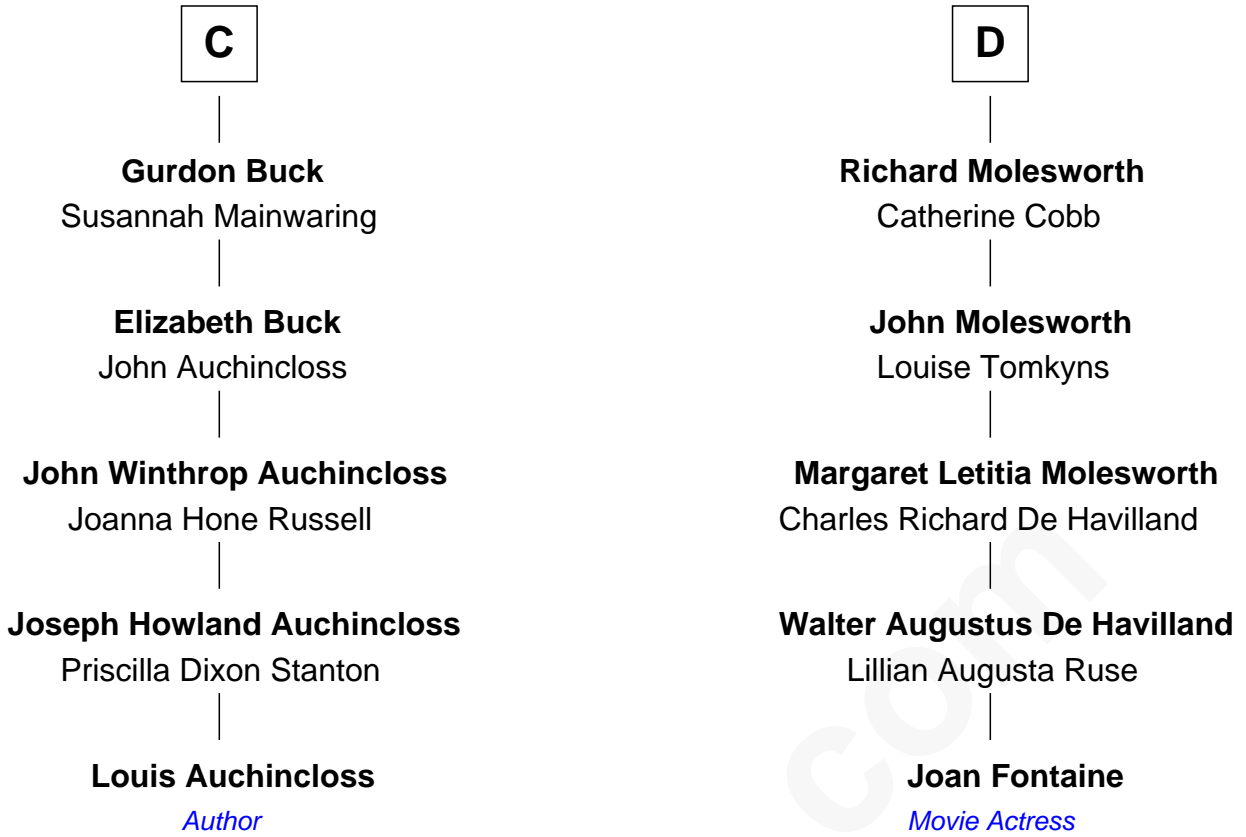 C
Gurdon Buck
Susannah Mainwaring
Elizabeth Buck
John Auchincloss
John Winthrop Auchincloss
Joanna Hone Russell
Joseph Howland Auchincloss
Priscilla Dixon Stanton
Louis Auchincloss
Author
D
Richard Molesworth
Catherine Cobb
John Molesworth
Louise Tomkyns
Margaret Letitia Molesworth
Charles Richard De Havilland
Walter Augustus De Havilland
Lillian Augusta Ruse
Joan Fontaine
Movie Actress
com